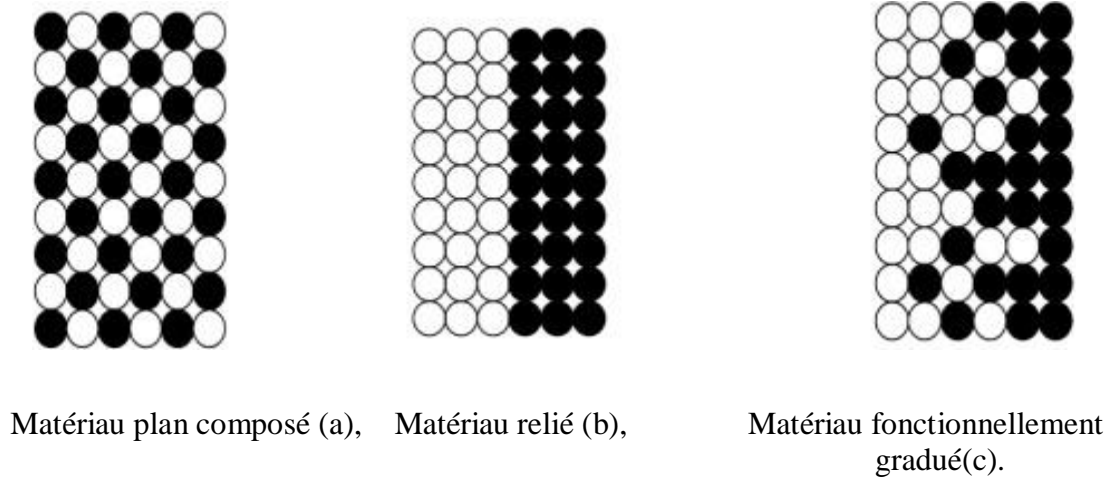 Matériau plan composé (a), Matériau relié (b), Matériau fonctionnellement
gradué(c).